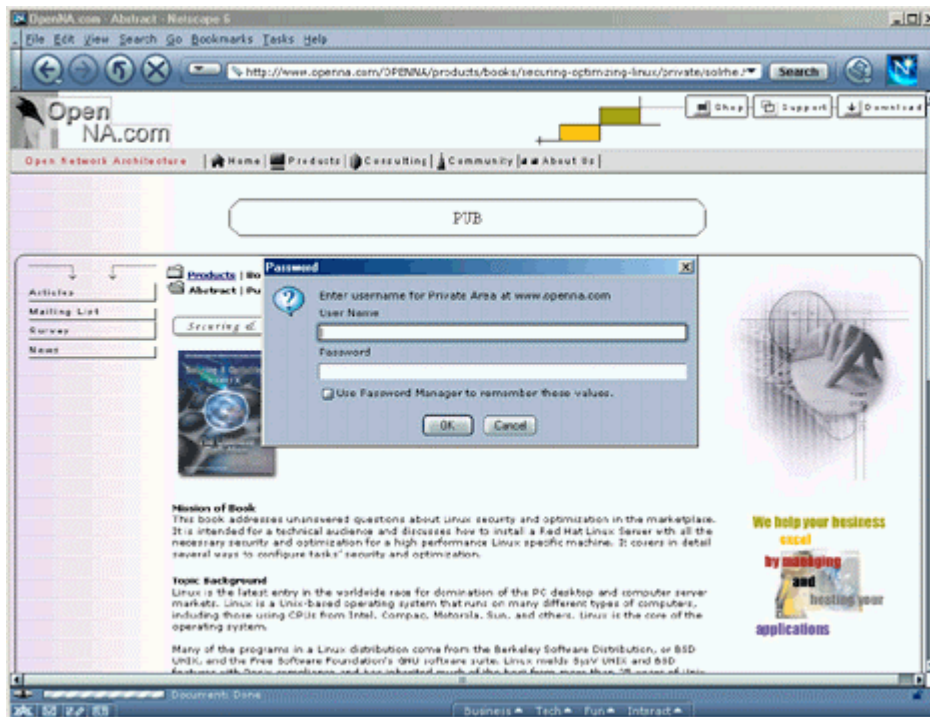 OpenNA.com - Abstract - Netscape 6
File Edit View Search Go Bookmarks Tasks Help
http://www.openna.com/OPENNA/products/books/securing-optimizing-linux/private/solrhe
Search
N
Open
NA.com
Shop Support Download
Open Network Architecture Home Products Consulting Community About Us
PUB
Products | Bo
Abstract | Pu
Articles
Mailing List
Survey
News
Securing &
Password
Enter username for Private Area at www.openna.com
User Name
Password
Use Password Manager to remember these values.
OK Cancel
Mission of Book
This book addresses unanswered questions about Linux security and optimization in the marketplace.
It is intended for a technical audience and discusses how to install a Red Hat Linux Server with all the
necessary security and optimization for a high performance Linux specific machine. It covers in detail
several ways to configure tasks' security and optimization.
Topic Background
Linux is the latest entry in the worldwide race for domination of the PC desktop and computer server
markets. Linux is a Unix-based operating system that runs on many different types of computers,
including those using CPUs from Intel, Compaq, Motorola, Sun, and others. Linux is the core of the
operating system.
Many of the programs in a Linux distribution come from the Berkeley Software Distribution, or BSD
UNIX, and the Free Software Foundation's GNU software suite. Linux melds SysV UNIX and BSD
We help your business
excel
by managing
and
hosting your
applications
Document: Done
Business Tech Fun Interact